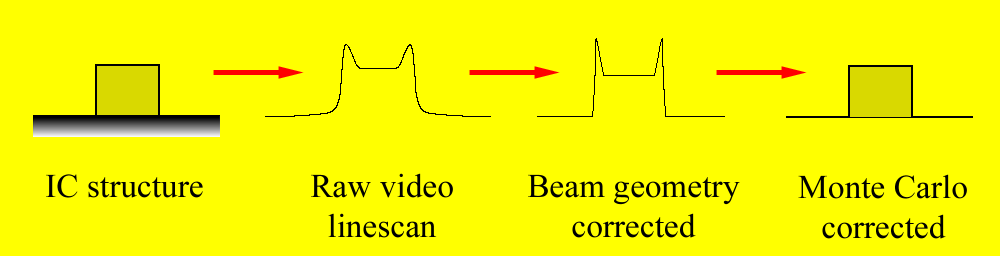 IC structure
Raw video
linescan
Beam geometry
corrected
Monte Carlo
corrected